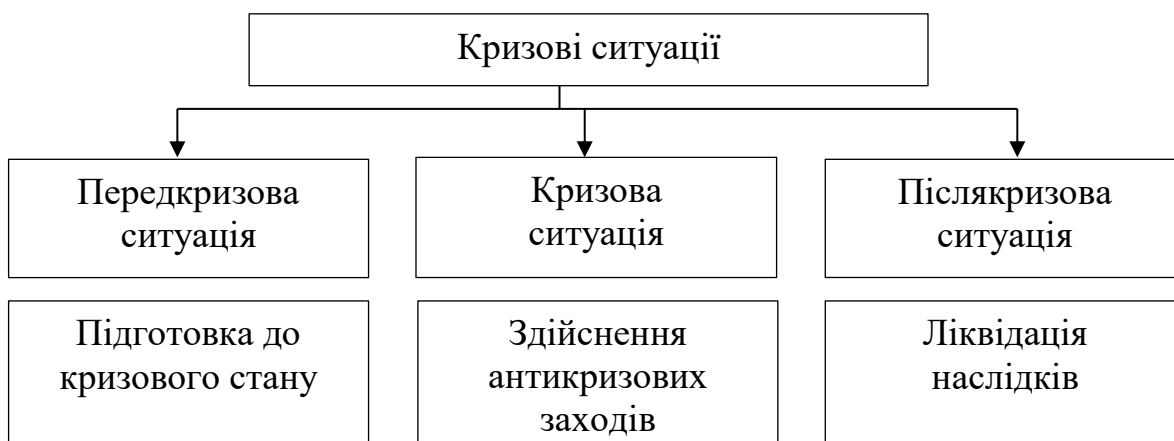 Кризові ситуації
Передкризова
ситуація
Кризова
ситуація
Післякризова
ситуація
Підготовка до
кризового стану
Здійснення
антикризових
заходів
Ліквідація
наслідків